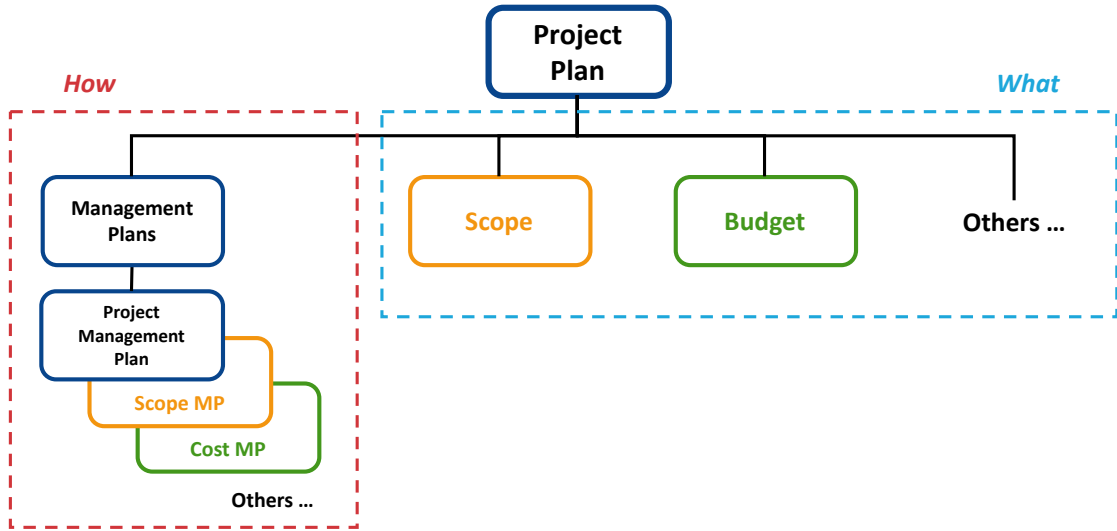 Project
Plan
How
What
Management
Plans
Scope
Budget
Others ...
Project
Management
Plan
Scope MP
Cost MP
Others ...